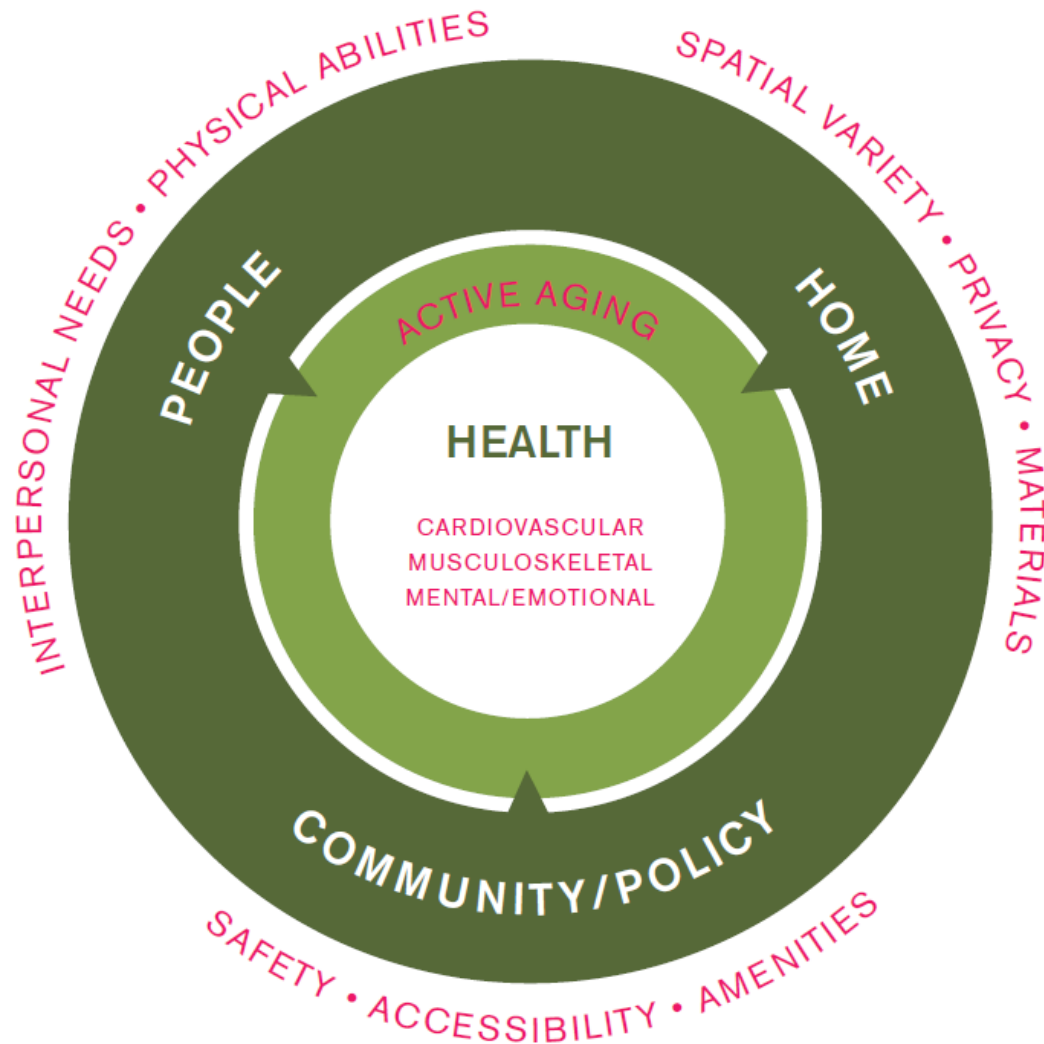 INTERPERSONAL NEEDS • PHYSICAL ABILITIES
SPATIAL VARIETY • PRIVACY • MATERIALS
PEOPLE
HOME
ACTIVE AGING
HEALTH
CARDIOVASCULAR
MUSCULOSKELETAL
MENTAL/EMOTIONAL
COMMUNITY/POLICY
SAFETY • ACCESSIBILITY • AMENITIES